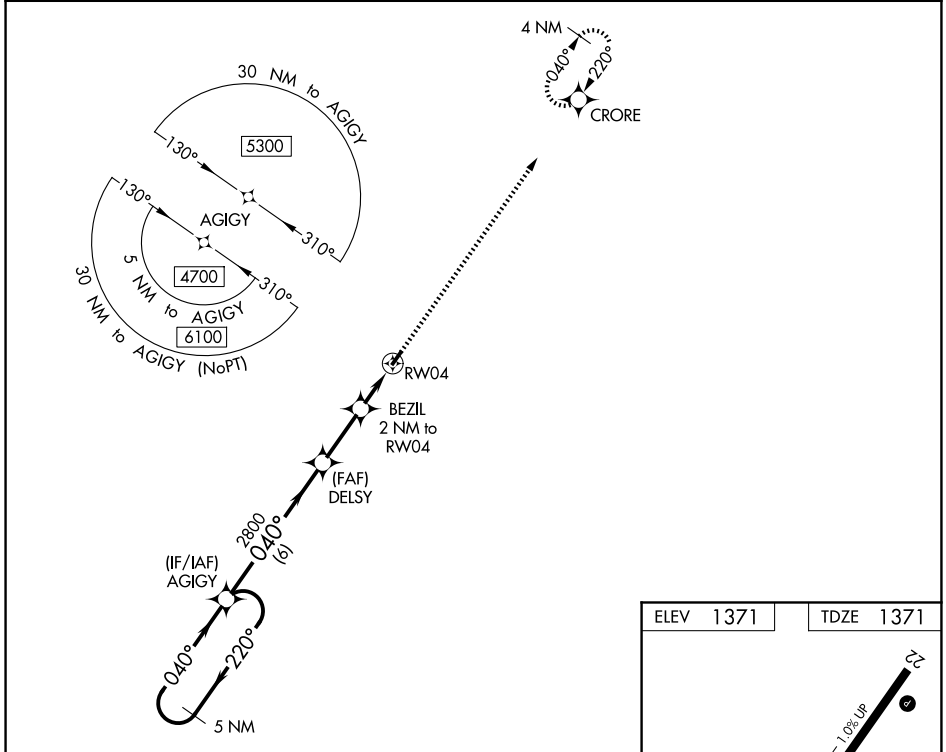 4 NM
040°
220°
CRORE
30 NM to AGIGY
5300
130°
310°
AGIGY
130°
310°
4700
5 NM to AGIGY
6100
30 NM to AGIGY (NoPT)
RW04
BEZIL
2 NM to
RW04
(FAF)
DELSY
2800
040°
(6)
(IF/IAF)
AGIGY
040°
220°
5 NM
ELEV 1371
TDZE 1371
22
1.0% UP
P